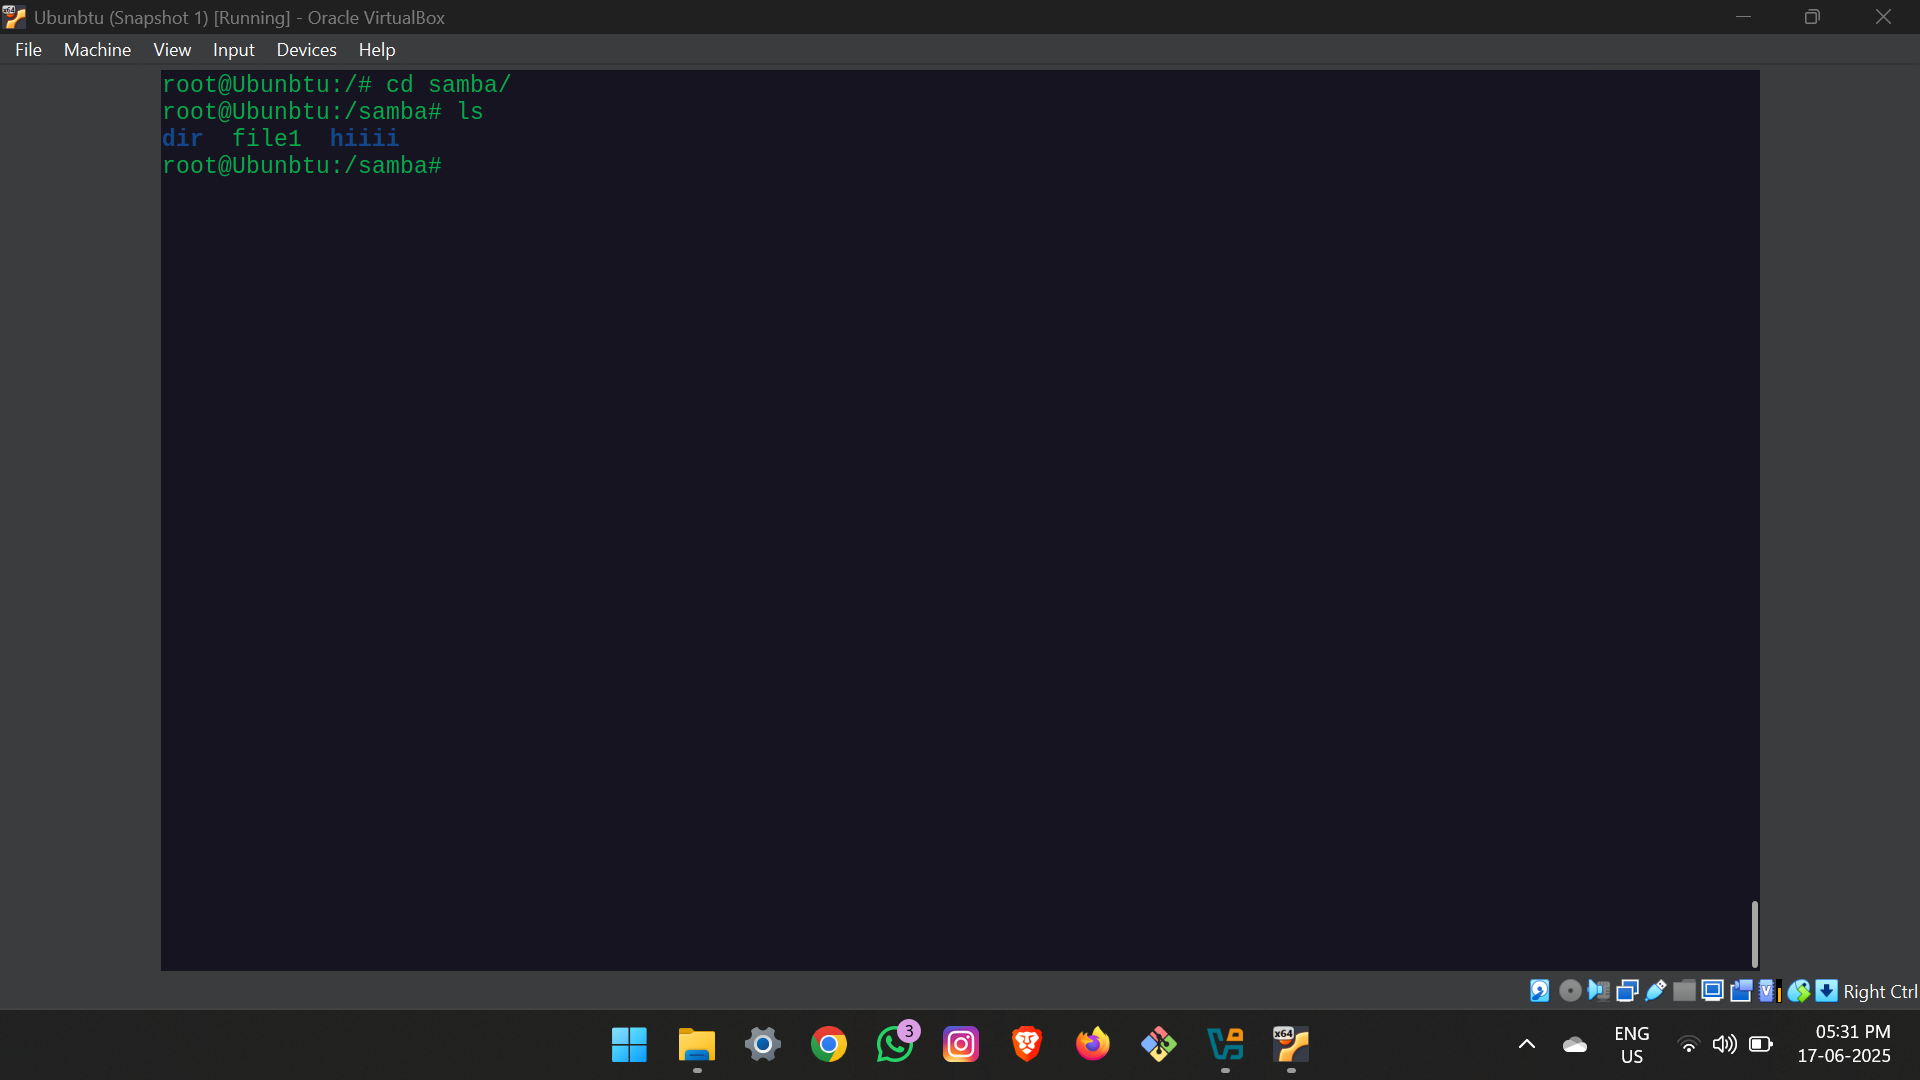 Ubunbtu (Snapshot 1) [Running] - Oracle VirtualBox
File Machine View Input Devices Help
root@Ubunbtu:/# cd samba/
root@Ubunbtu:/samba# ls
dir file1 hiiii
root@Ubunbtu:/samba#
Right Ctrl
3
x64
ENG
US
05:31 PM
17-06-2025